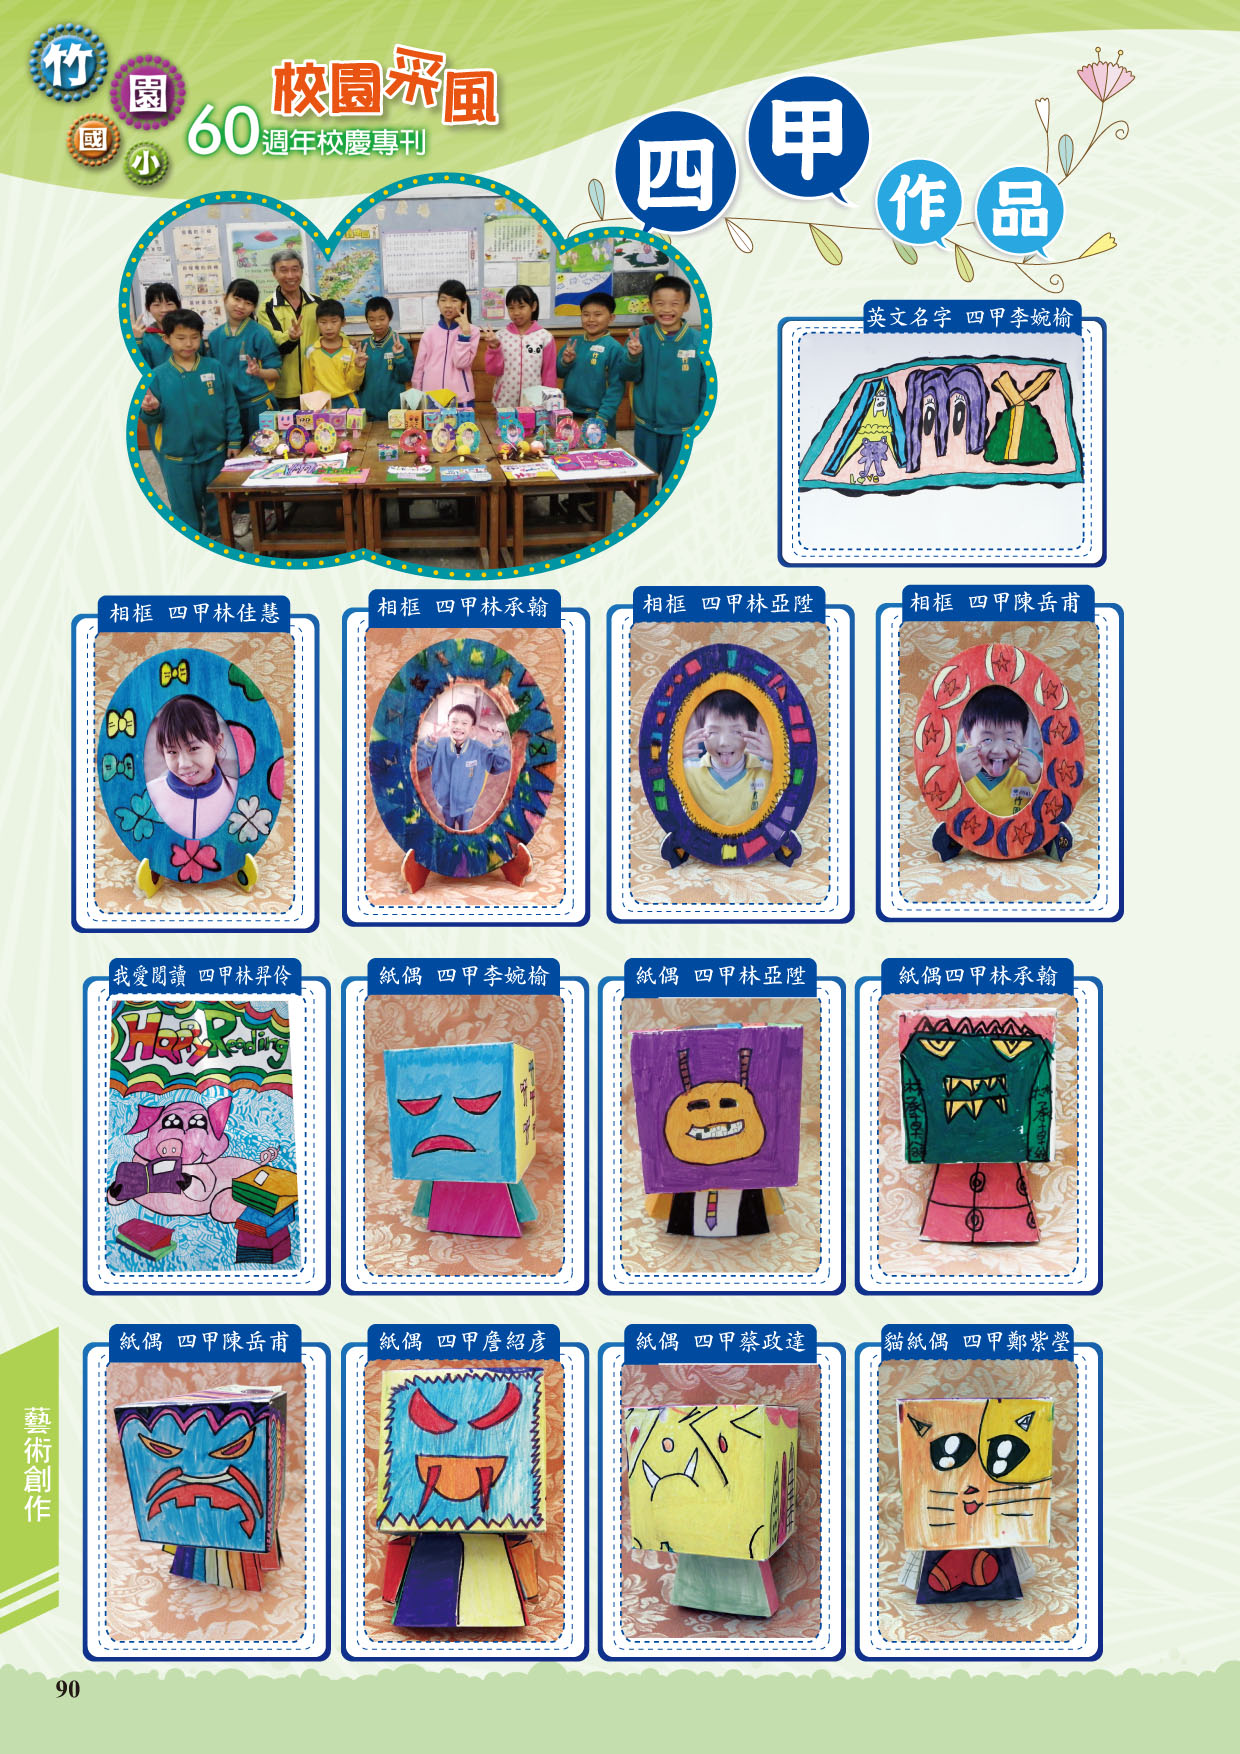 竹園國小
校園采風
60週年校慶專刊
四甲作品
英文名字 四甲李婉榆
AMY
LOVE
相框 四甲林佳慧
相框 四甲林承翰
相框 四甲林亞陞
相框 四甲陳岳甫
我愛閱讀 四甲林羿伶
紙偶 四甲李婉榆
紙偶 四甲林亞陞
紙偶四甲林承翰
Happy Reading
林承翰
紙偶 四甲陳岳甫
紙偶 四甲詹紹彥
紙偶 四甲蔡政達
貓紙偶 四甲鄭紫瑩
藝術創作
90